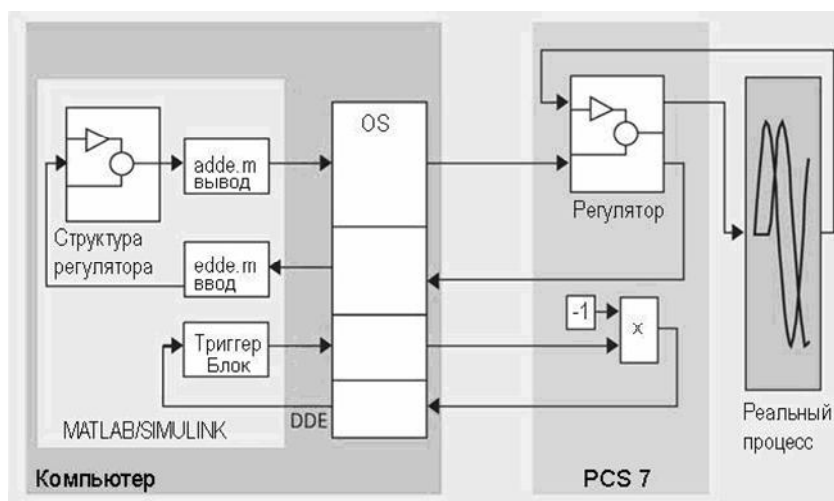 OS
adde.m
вывод
Структура
регулятора
edde.m
ввод
Триггер
Блок
DDE
MATLAB/SIMULINK
Компьютер
Регулятор
-1
x
PCS 7
Реальный
процесс